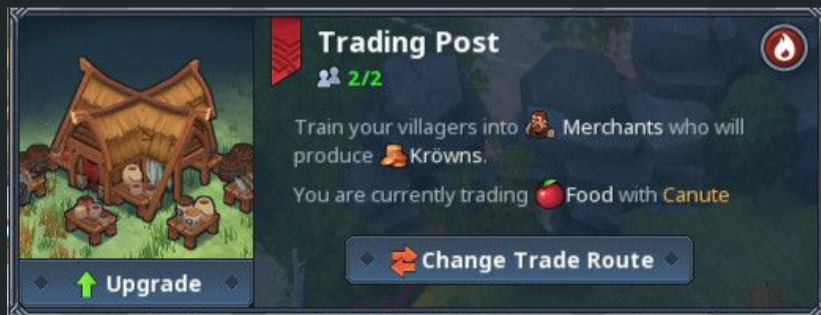 Trading Post
2/2
Train your villagers into Merchants who will
produce Kröwns.
You are currently trading Food with Canute
Change Trade Route
Upgrade